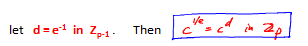 let d = e⁻¹ in Zₚ₋₁. Then c^(1/e) = c^d in Zₚ